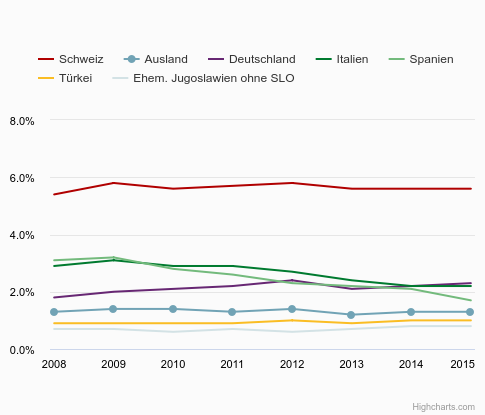 Schweiz Ausland Deutschland Italien Spanien
Türkei Ehem. Jugoslawien ohne SLO
8.0%
6.0%
4.0%
2.0%
0.0%
2008 2009 2010 2011 2012 2013 2014 2015
Highcharts.com